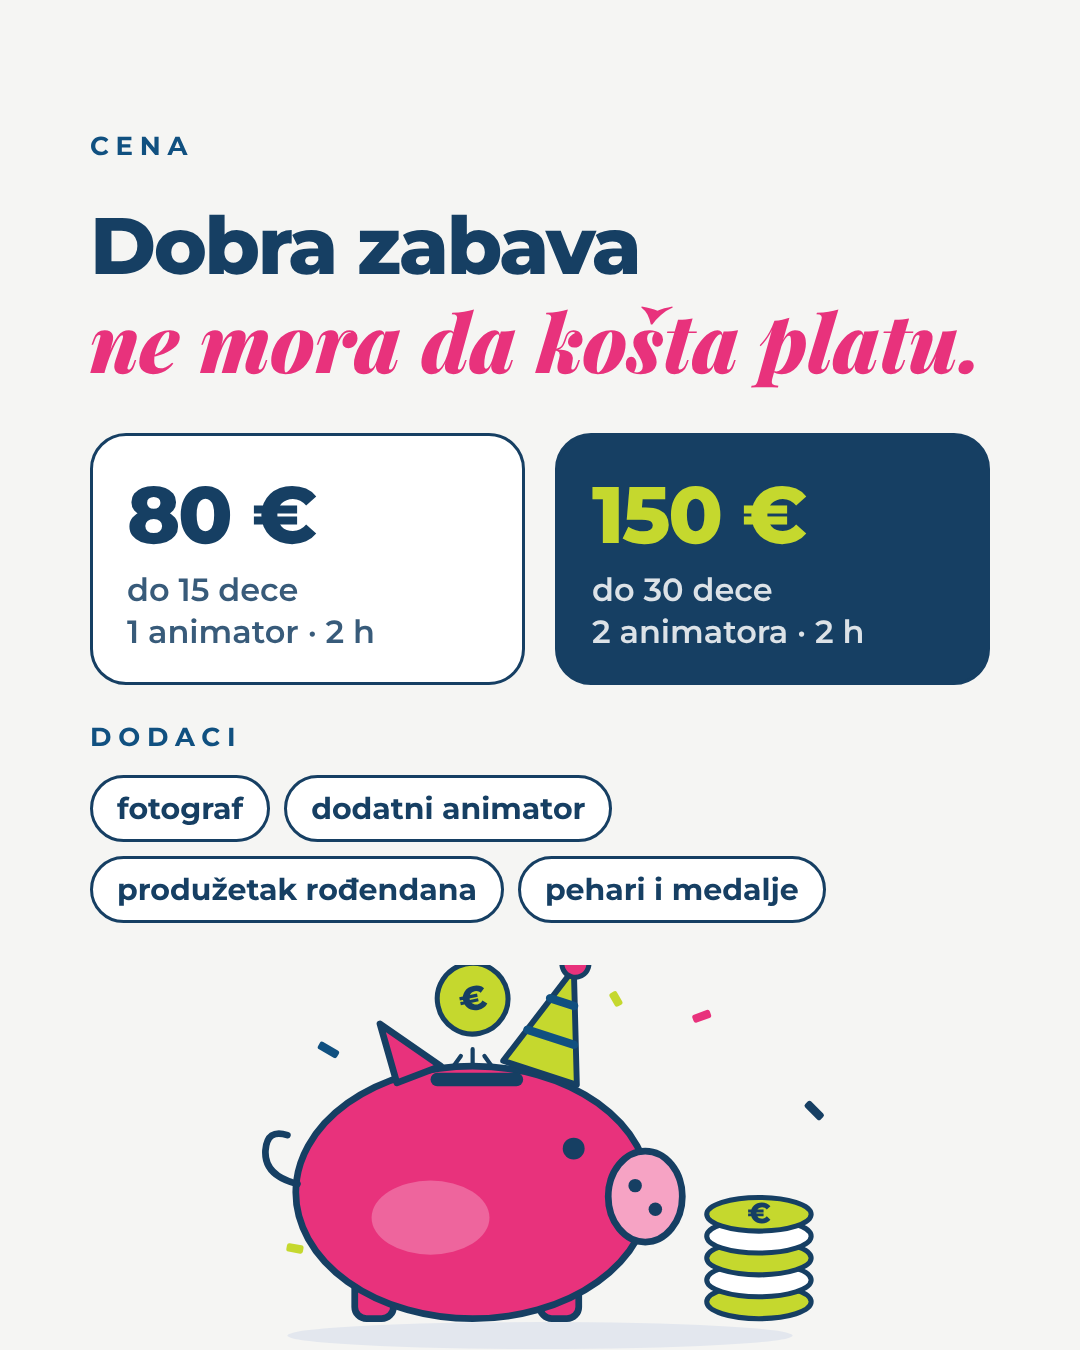 CENA
Dobra zabava
ne mora da košta platu.
80 €
do 15 dece
1 animator · 2 h
150 €
do 30 dece
2 animatora · 2 h
DODACI
fotograf
dodatni animator
produžetak rođendana
pehari i medalje
€
€